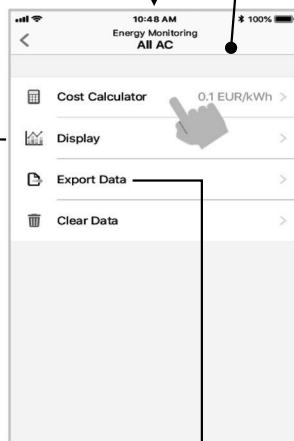 10:48 AM
100%
Energy Monitoring
All AC
Cost Calculator 0.1 EUR/kWh >
Display >
Export Data >
Clear Data >